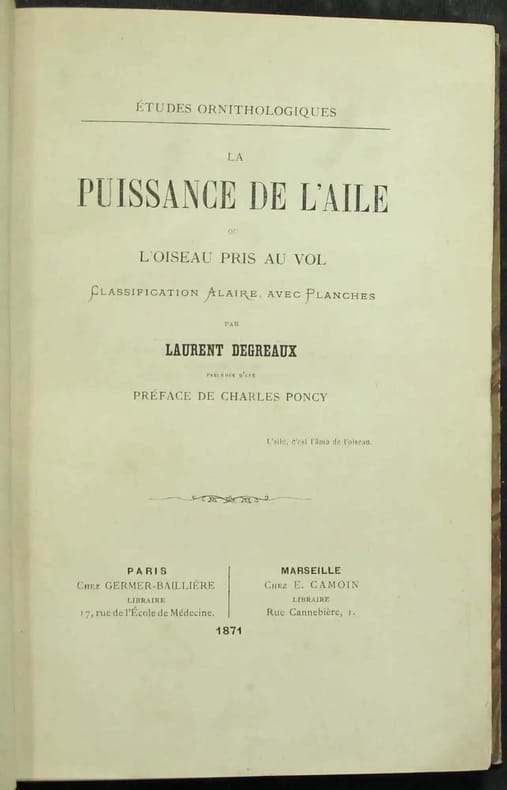 ÉTUDES ORNITHOLOGIQUES
LA
PUISSANCE DE L'AILE
OU
L'OISEAU PRIS AU VOL
CLASSIFICATION ALAIRE, AVEC PLANCHES
PAR
LAURENT DEGREAUX
PRÉCÉDÉ D'UNE
PRÉFACE DE CHARLES PONCY
L'aile, c'est l'âme de l'oiseau.
PARIS
CHEZ GERMER-BAILLIÈRE
LIBRAIRE
17, rue de l'École de Médecine.
MARSEILLE
CHEZ E. CAMOIN
LIBRAIRE
Rue Cannebière, 1.
1871